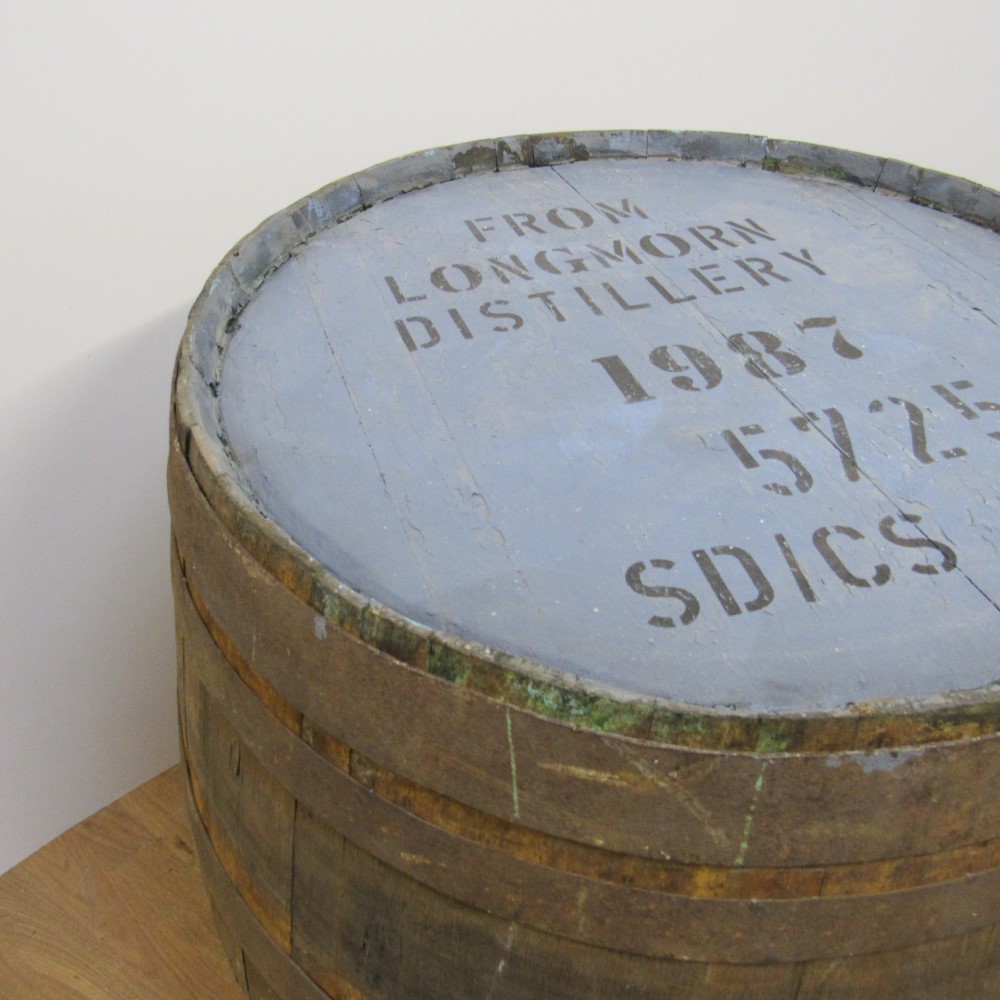 FROM
LONGMORN
DISTILLERY
1987
5725
SDICS